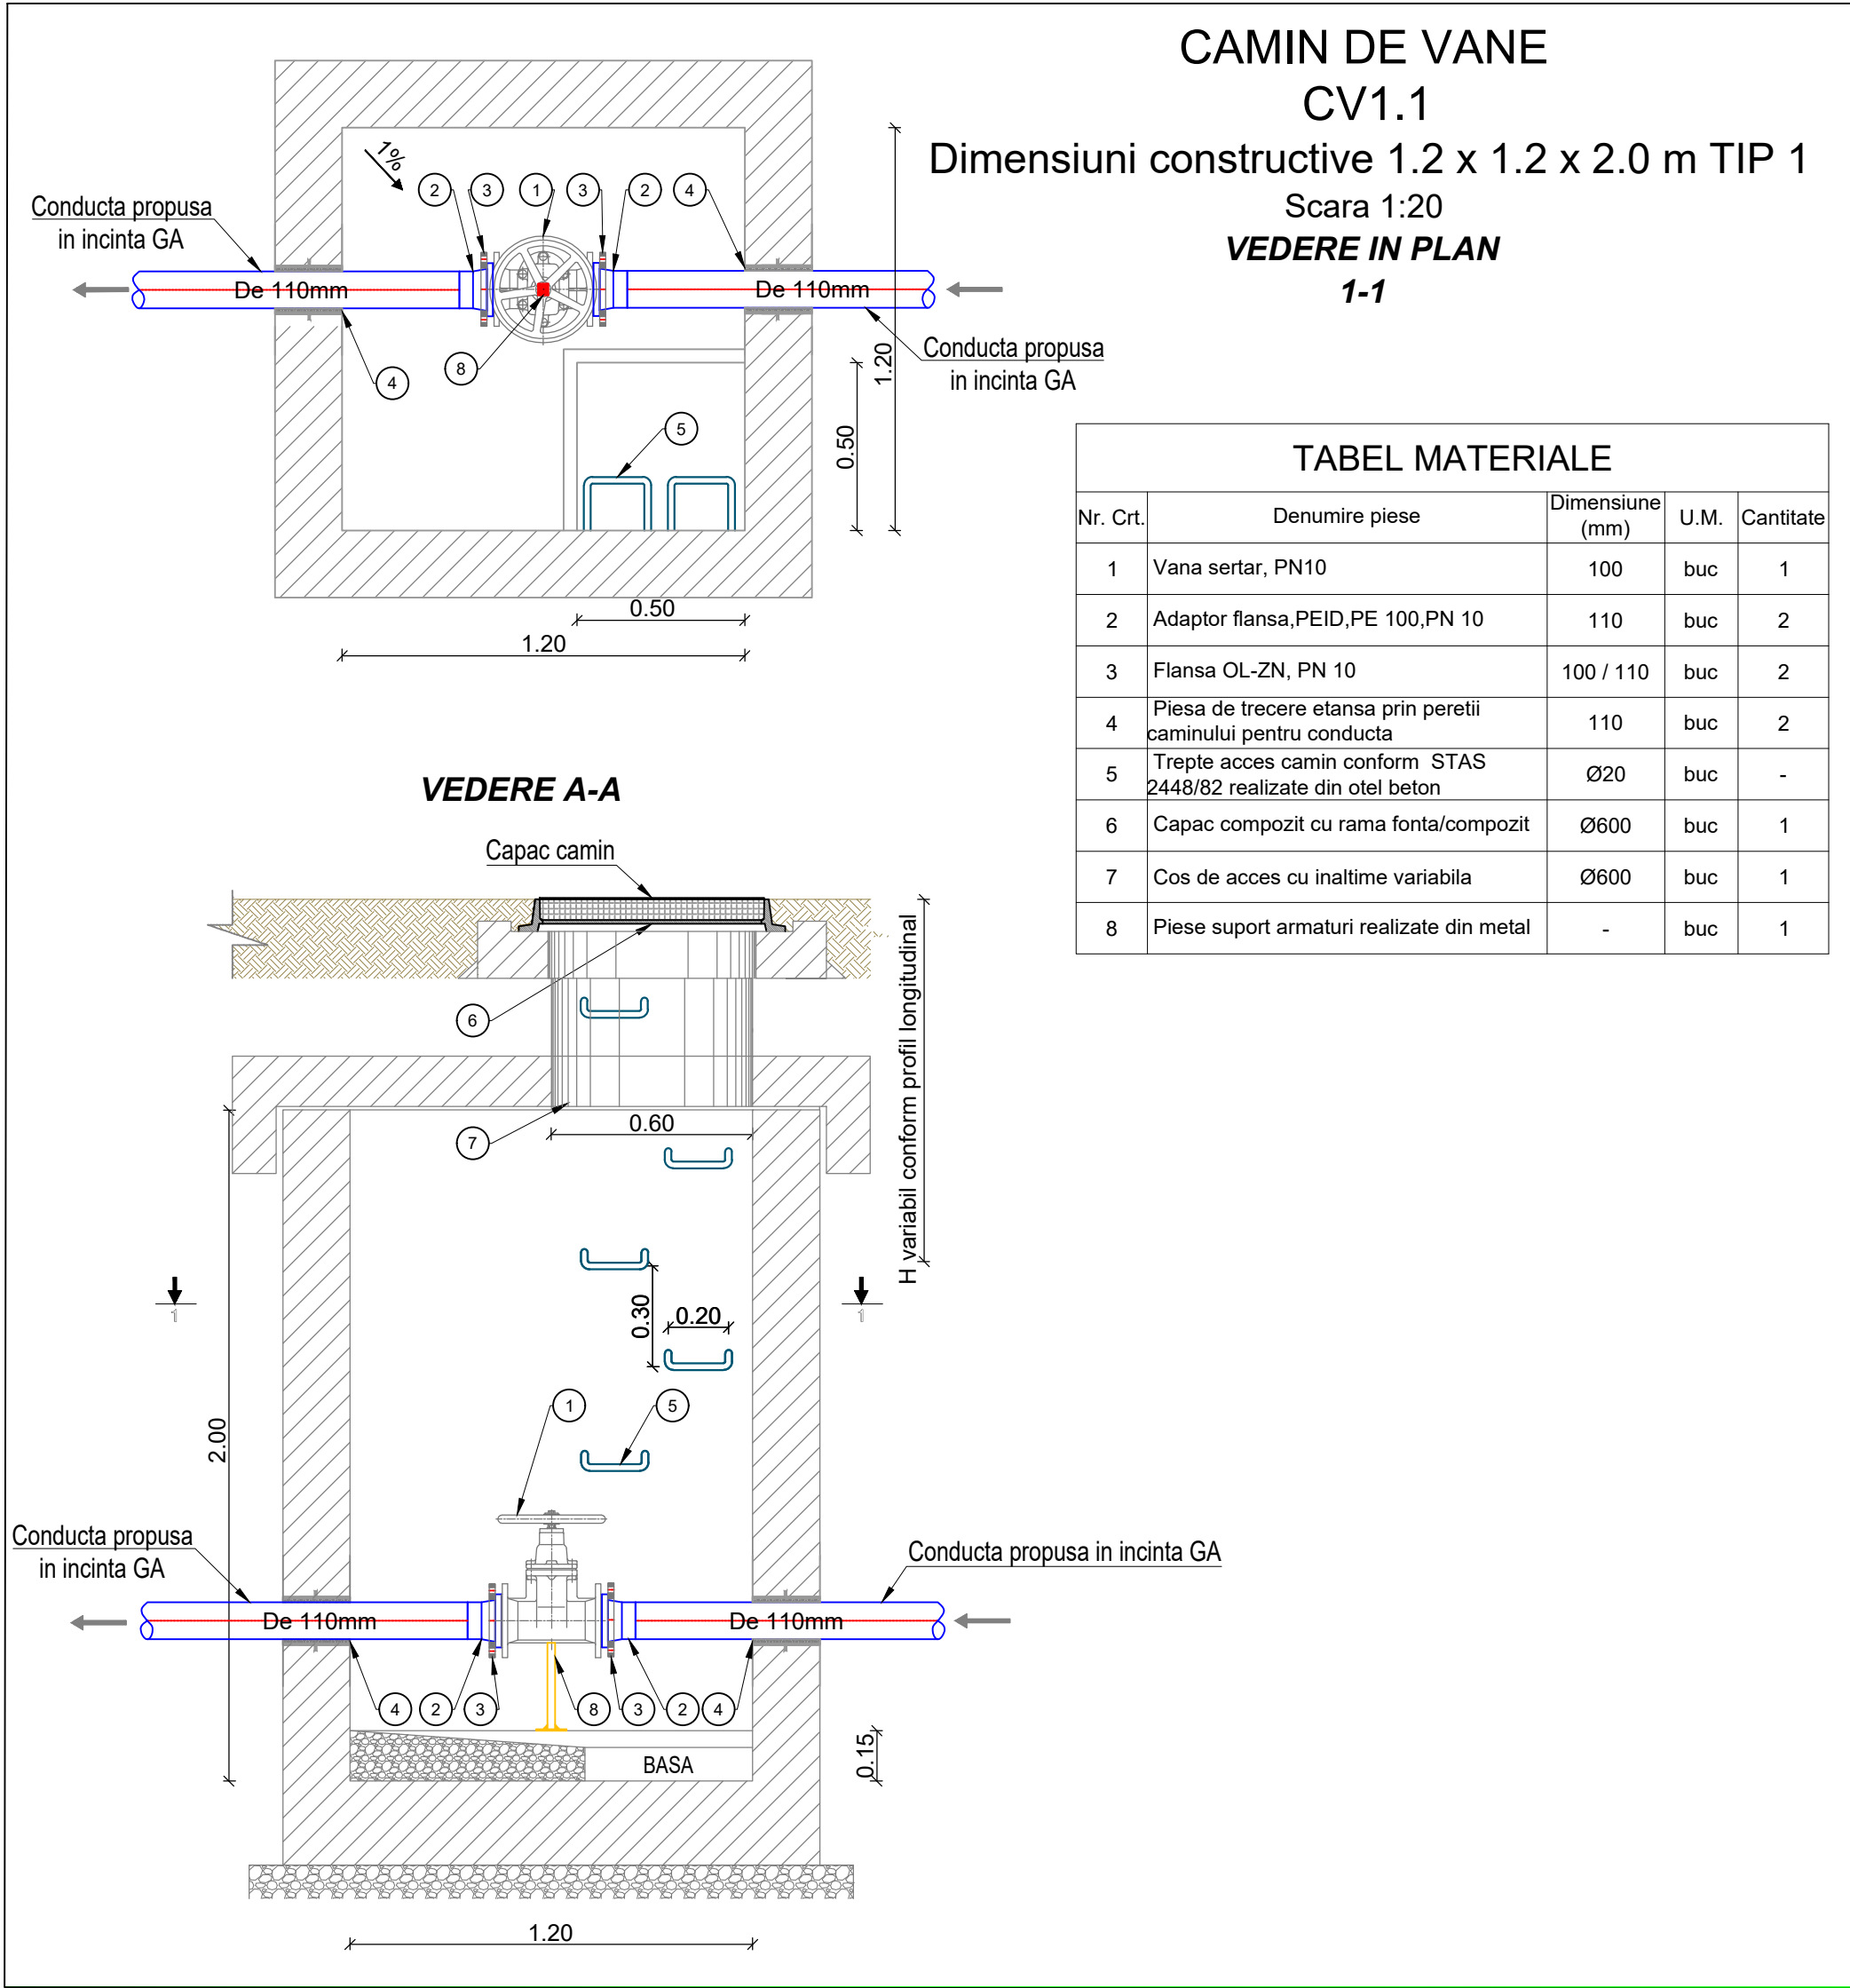 CAMIN DE VANE
CV1.1
Dimensiuni constructive 1.2 x 1.2 x 2.0 m TIP 1
Scara 1:20
VEDERE IN PLAN
1-1
1%
2
3
1
3
2
4
Conducta propusa
in incinta GA
De 110mm
De 110mm
Conducta propusa
in incinta GA
4
8
5
1.20
0.50
0.50
1.20
TABEL MATERIALE
Nr. Crt. Denumire piese Dimensiune (mm) U.M. Cantitate
1 Vana sertar, PN10 100 buc 1
2 Adaptor flansa,PEID,PE 100,PN 10 110 buc 2
3 Flansa OL-ZN, PN 10 100 / 110 buc 2
4 Piesa de trecere etansa prin peretii
caminului pentru conducta 110 buc 2
5 Trepte acces camin conform STAS
2448/82 realizate din otel beton Ø20 buc -
6 Capac compozit cu rama fonta/compozit Ø600 buc 1
7 Cos de acces cu inaltime variabila Ø600 buc 1
8 Piese suport armaturi realizate din metal - buc 1
VEDERE A-A
Capac camin
6
7
0.60
H variabil conform profil longitudinal
1
1
0.30
0.20
1
5
2.00
Conducta propusa
in incinta GA
Conducta propusa in incinta GA
De 110mm
De 110mm
4
2
3
8
3
2
4
BASA
0.15
1.20